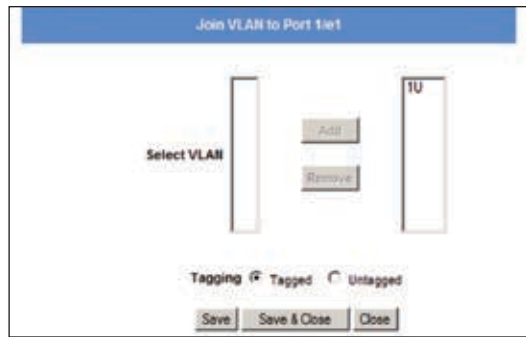 Join VLAN to Port 1/e1
1U
Add
Select VLAN
Remove
Tagging Tagged Untagged
Save Save & Close Close